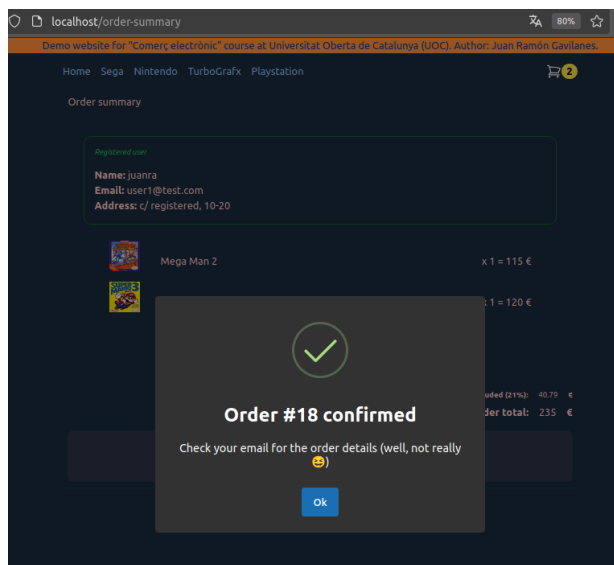 localhost/order-summary
80%
Demo website for "Comerç electrònic" course at Universitat Oberta de Catalunya (UOC). Author: Juan Ramón Gavilanes.
Home Sega Nintendo TurboGrafx Playstation
2
Order summary
Registered user
Name: juanra
Email: user1@test.com
Address: c/ registered, 10-20
Mega Man 2
x 1 = 115 €
1 = 120 €
(21%): 40.79 €
total: 235 €
Order #18 confirmed
Check your email for the order details (well, not really
😆)
Ok